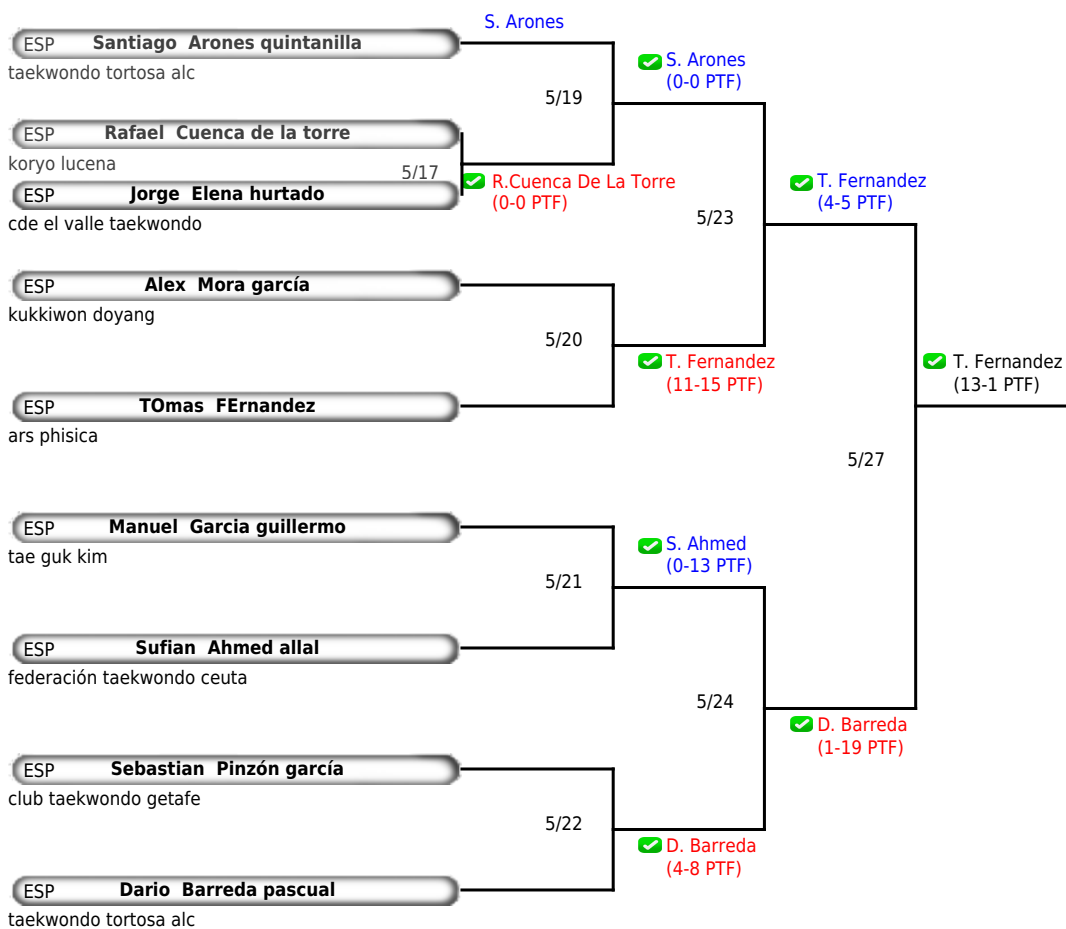 S. Arones
ESP Santiago Arones quintanilla
taekwondo tortosa alc
S. Arones
(0-0 PTF)
5/19
ESP Rafael Cuenca de la torre
koryo lucena
5/17
R.Cuenca De La Torre
(0-0 PTF)
ESP Jorge Elena hurtado
cde el valle taekwondo
T. Fernandez
(4-5 PTF)
5/23
ESP Alex Mora garcía
kukkiwon doyang
5/20
T. Fernandez
(11-15 PTF)
T. Fernandez
(13-1 PTF)
ESP TOmas FErnandez
ars phisica
5/27
ESP Manuel Garcia guillermo
tae guk kim
S. Ahmed
(0-13 PTF)
5/21
ESP Sufian Ahmed allal
federación taekwondo ceuta
5/24
D. Barreda
(1-19 PTF)
ESP Sebastian Pinzón garcía
club taekwondo getafe
5/22
D. Barreda
(4-8 PTF)
ESP Dario Barreda pascual
taekwondo tortosa alc